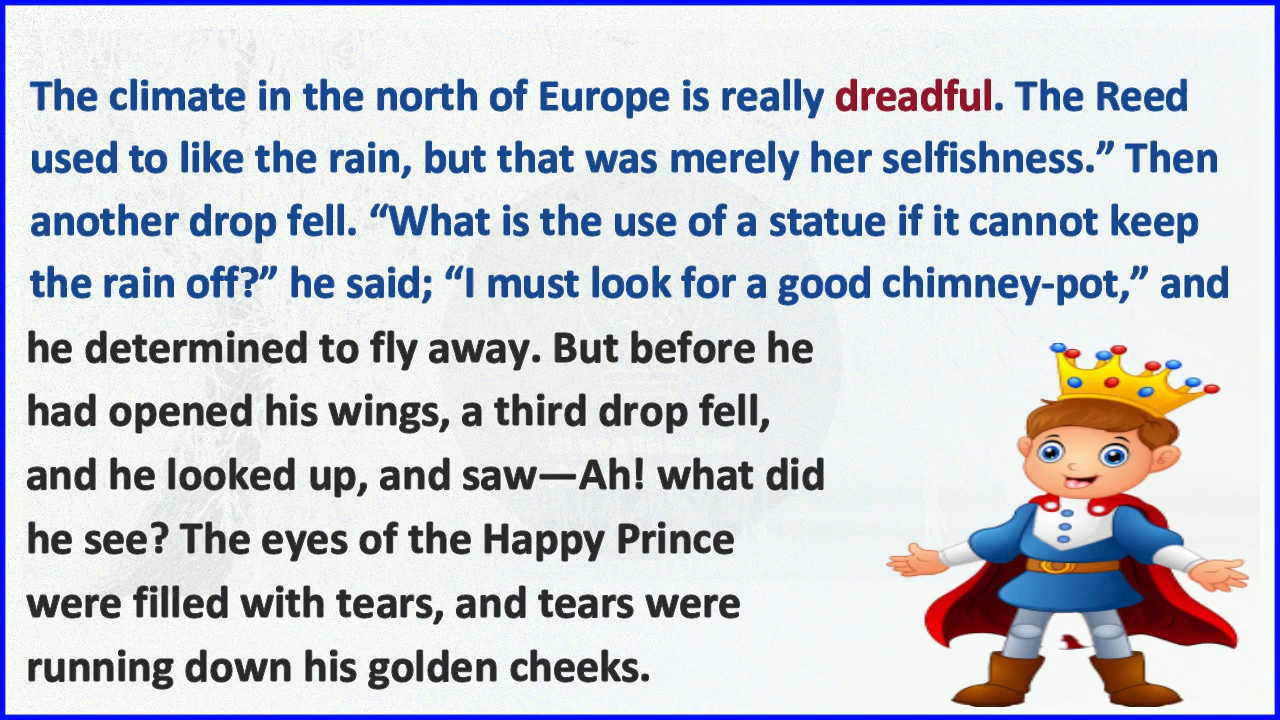 The climate in the north of Europe is really dreadful. The Reed
used to like the rain, but that was merely her selfishness.” Then
another drop fell. “What is the use of a statue if it cannot keep
the rain off?” he said; “I must look for a good chimney-pot,” and
he determined to fly away. But before he
had opened his wings, a third drop fell,
and he looked up, and saw—Ah! what did
he see? The eyes of the Happy Prince
were filled with tears, and tears were
running down his golden cheeks.